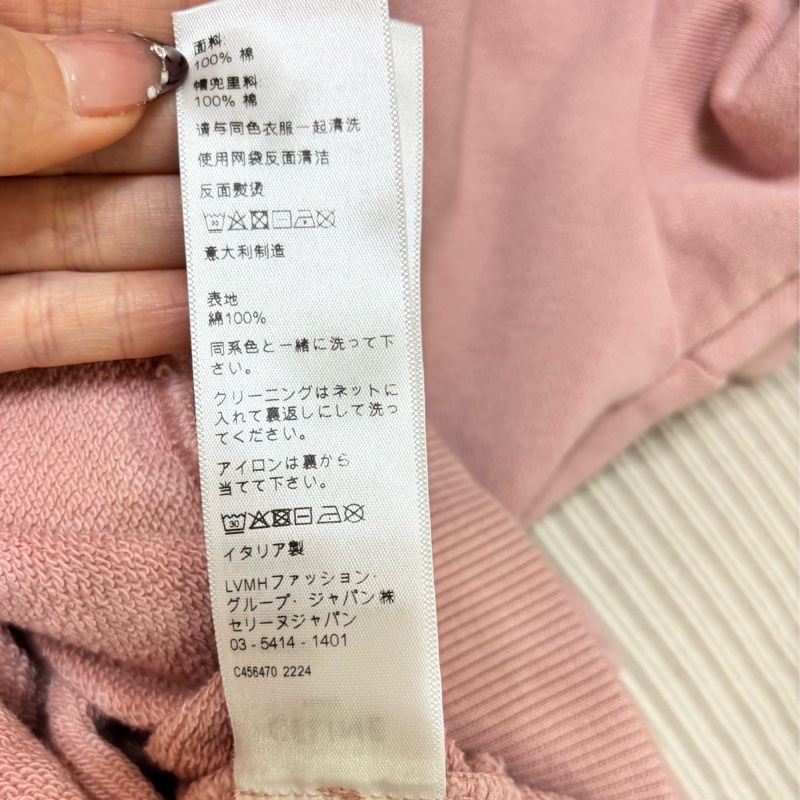 面料
100% 棉
帽兜里料
100% 棉
请与同色衣服一起清洗
使用网袋反面清洁
反面熨烫
30
意大利制造
表地
綿100%
同系色と一緒に洗って下
さい。
クリーニングはネットに
入れて裏返しにして洗っ
てください。
アイロンは裏から
当てて下さい。
30
イタリア製
LVMHファッション·
グループ· ジャパン㈱
セリーヌジャパン
03 - 5414 - 1401
C456470 2224
CELINE